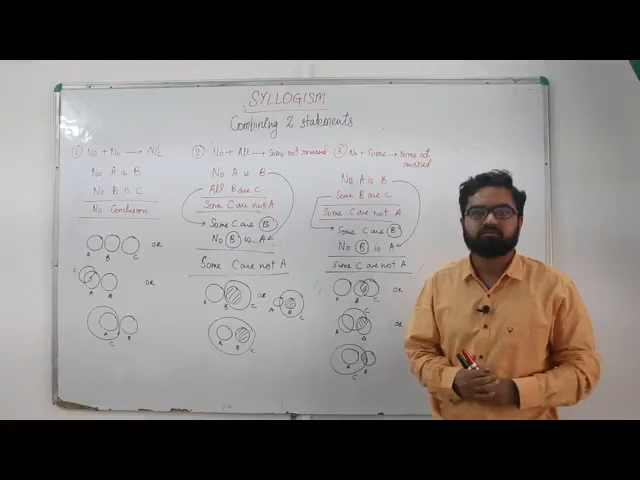 SYLLOGISM
Combining 2 statements
① No + No → N/C
No A is B
No B is C
No Conclusion
A B C OR
C A B OR
A B C
② No + All → Some not reversed
No A is B
All B are C
Some C are not A
Some C are B
No B is A
Some C are not A
A B C OR A B C
A B C
③ No + Some → Some not reversed
No A is B
Some B are C
Some C are not A
Some C are B
No B is A
Some C are not A
A B C OR
A B C OR
A B C